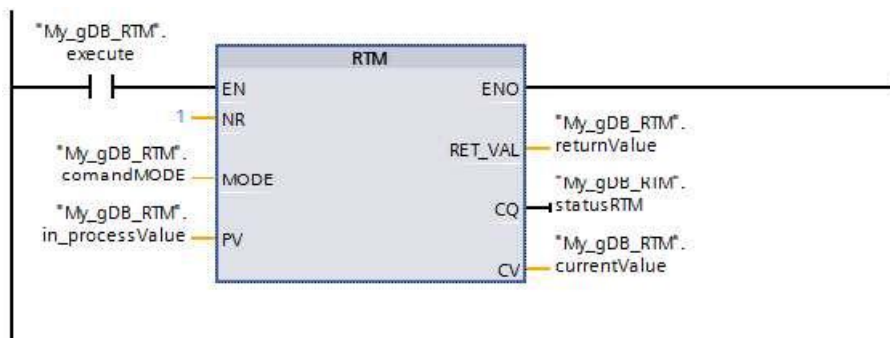 "My_gDB_RTM".
execute
RTM
EN
ENO
1
NR
"My_gDB_RTM".
comandMODE
MODE
"My_gDB_RTM".
in_processValue
PV
RET_VAL
"My_gDB_RTM".
returnValue
CQ
"My_gDB_RTM".
statusRTM
CV
"My_gDB_RTM".
currentValue